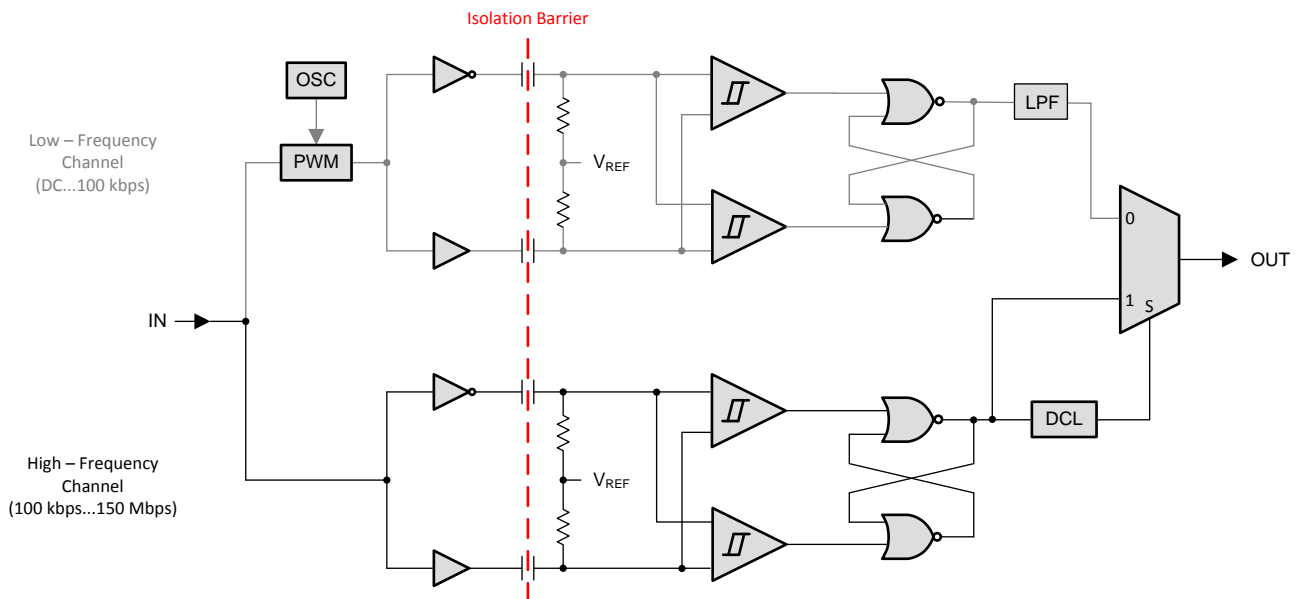 Isolation Barrier
OSC
PWM
Low – Frequency
Channel
(DC...100 kbps)
VREF
LPF
0
1
S
OUT
IN
High – Frequency
Channel
(100 kbps...150 Mbps)
VREF
DCL